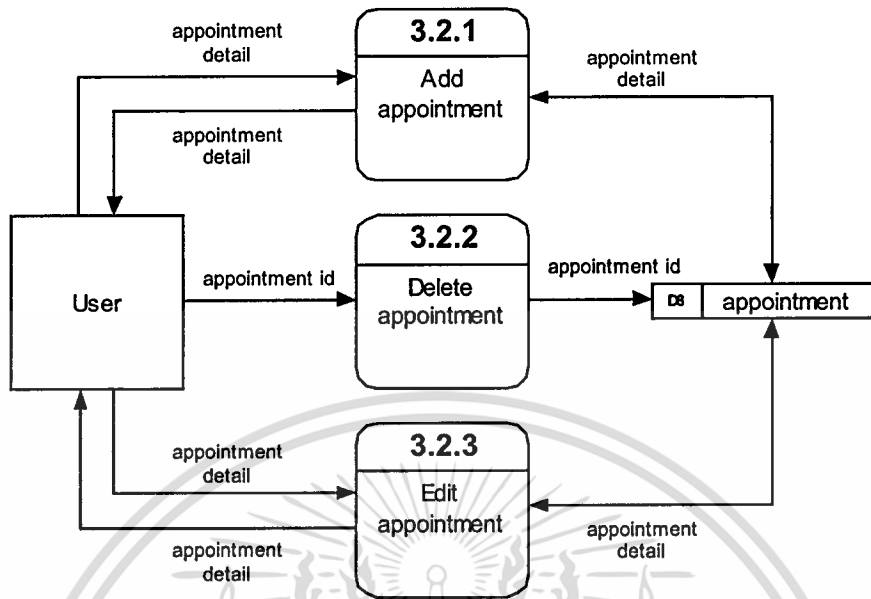 appointment
detail
3.2.1
Add
appointment
appointment
detail
appointment
detail
3.2.2
Delete
appointment
User
appointment id
appointment id
D8
appointment
3.2.3
Edit
appointment
appointment
detail
appointment
detail
appointment
detail